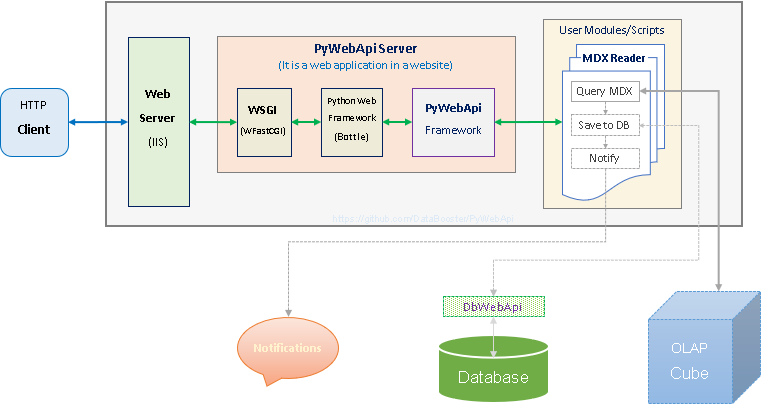 User Modules/Scripts
PyWebApi Server
(It is a web application in a website)
MDX Reader
HTTP
Client
Web
Server
(IIS)
WSGI
(WFastCGI)
Python Web
Framework
(Bottle)
PyWebApi
Framework
Query MDX
Save to DB
Notify
https://github.com/DataBooster/PyWebApi
DbWebApi
Notifications
Database
OLAP
Cube